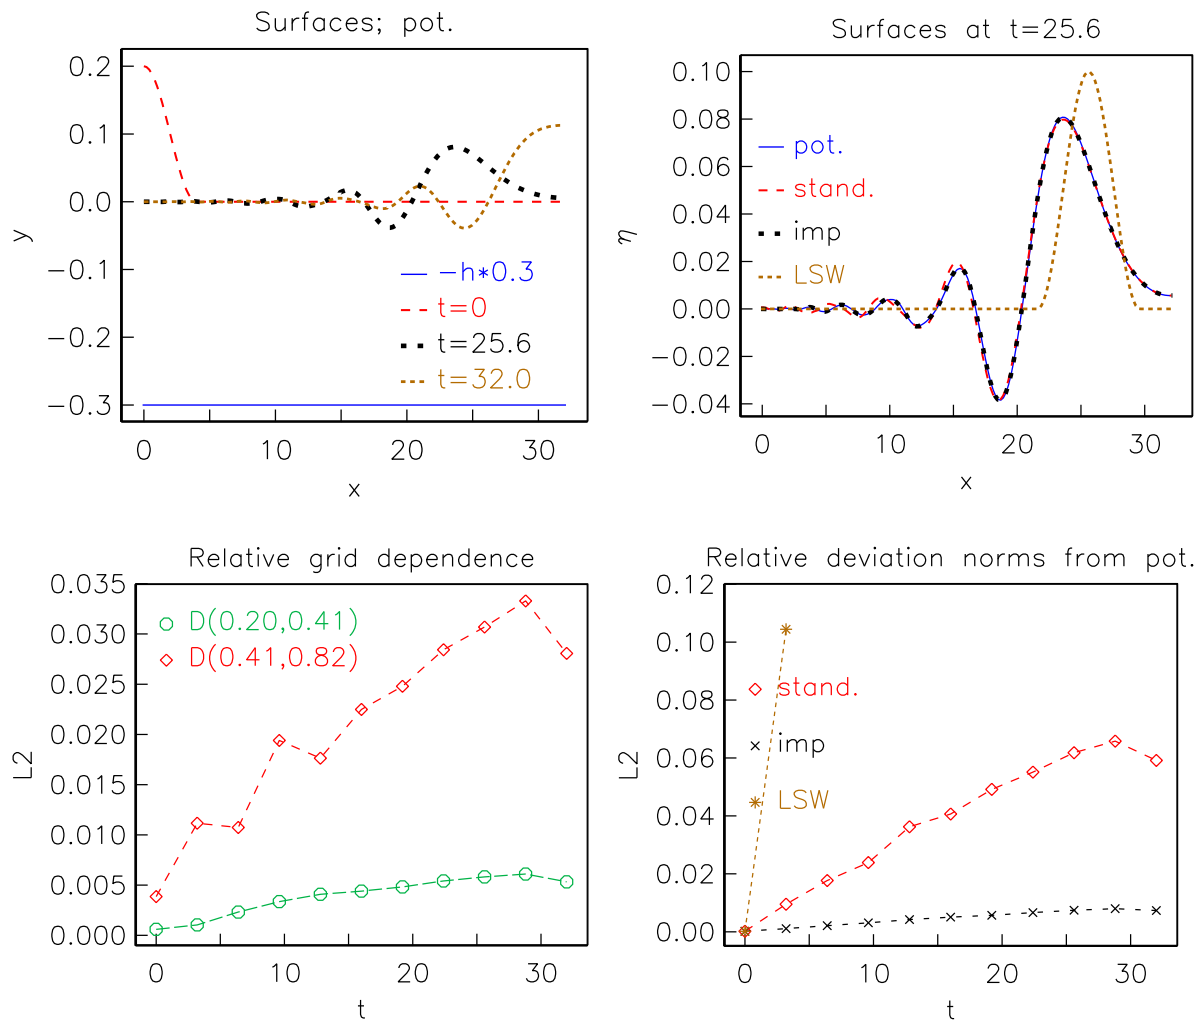 Surfaces; pot.
0.2
0.1
0.0
−0.1
−0.2
−0.3
y
−h*0.3
t=0
t=25.6
t=32.0
0
10
20
30
x
Surfaces at t=25.6
0.10
0.08
0.06
0.04
0.02
0.00
−0.02
−0.04
η
pot.
stand.
imp
LSW
0
10
20
30
x
Relative grid dependence
0.035
0.030
0.025
0.020
0.015
0.010
0.005
0.000
L2
D(0.20,0.41)
D(0.41,0.82)
0
10
20
30
t
Relative deviation norms from pot.
0.12
0.10
0.08
0.06
0.04
0.02
0.00
L2
stand.
imp
LSW
0
10
20
30
t